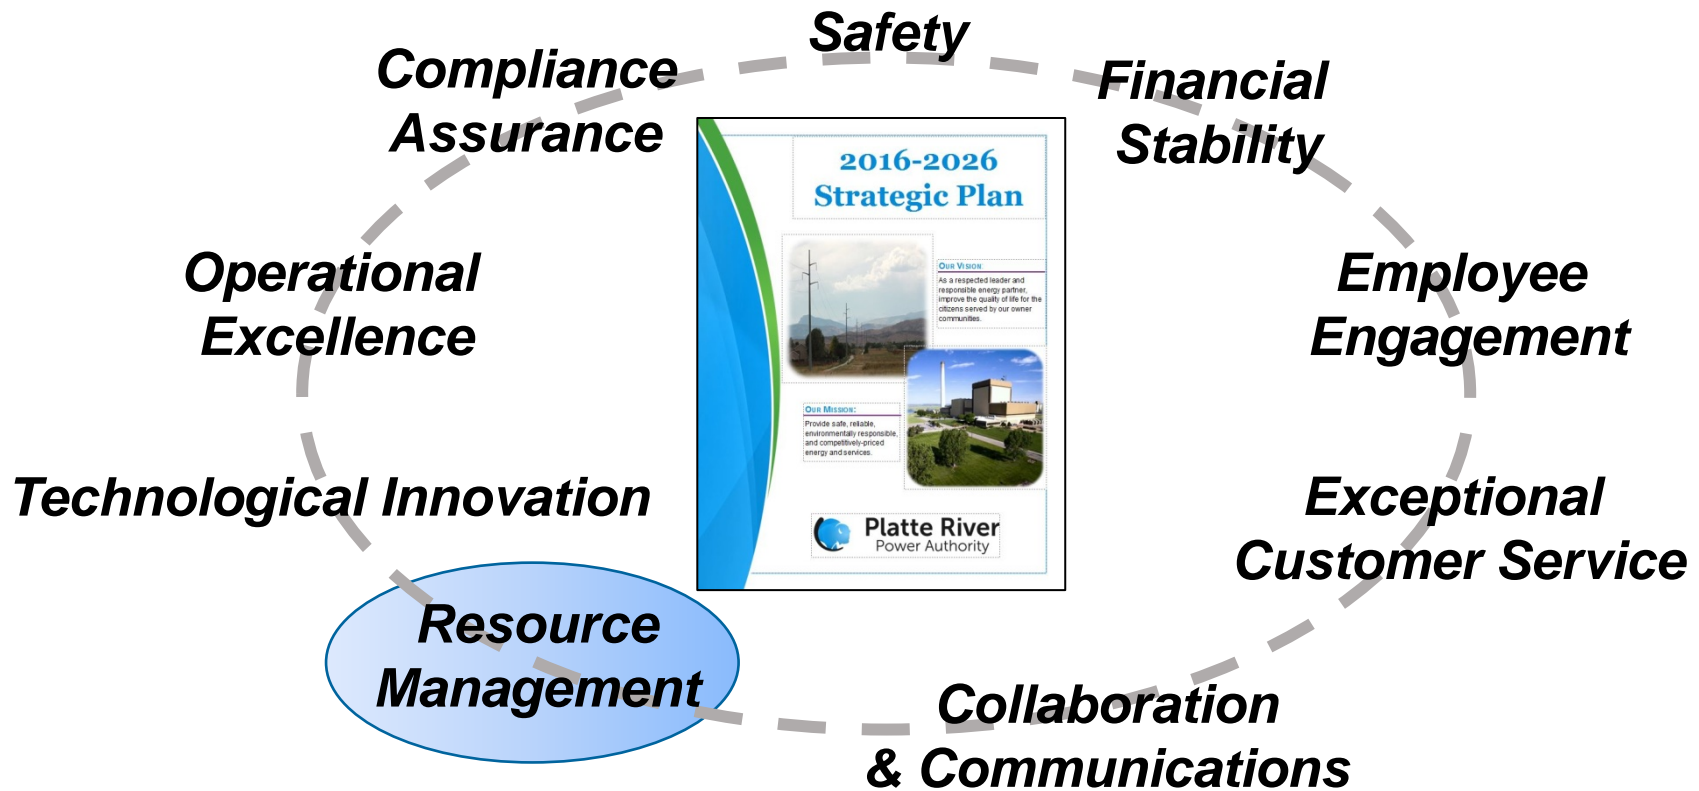 Safety
Compliance
Assurance
Financial
Stability
2016-2026
Strategic Plan
Operational
Excellence
OUR VISION:
As a respected leader and
responsible energy partner,
improve the quality of life for the
citizens served by our owner
communities.
Employee
Engagement
OUR MISSION:
Provide safe, reliable,
environmentally responsible,
and competitively-priced
energy and services.
Technological Innovation
Exceptional
Customer Service
Platte River
Power Authority
Resource
Management
Collaboration
& Communications